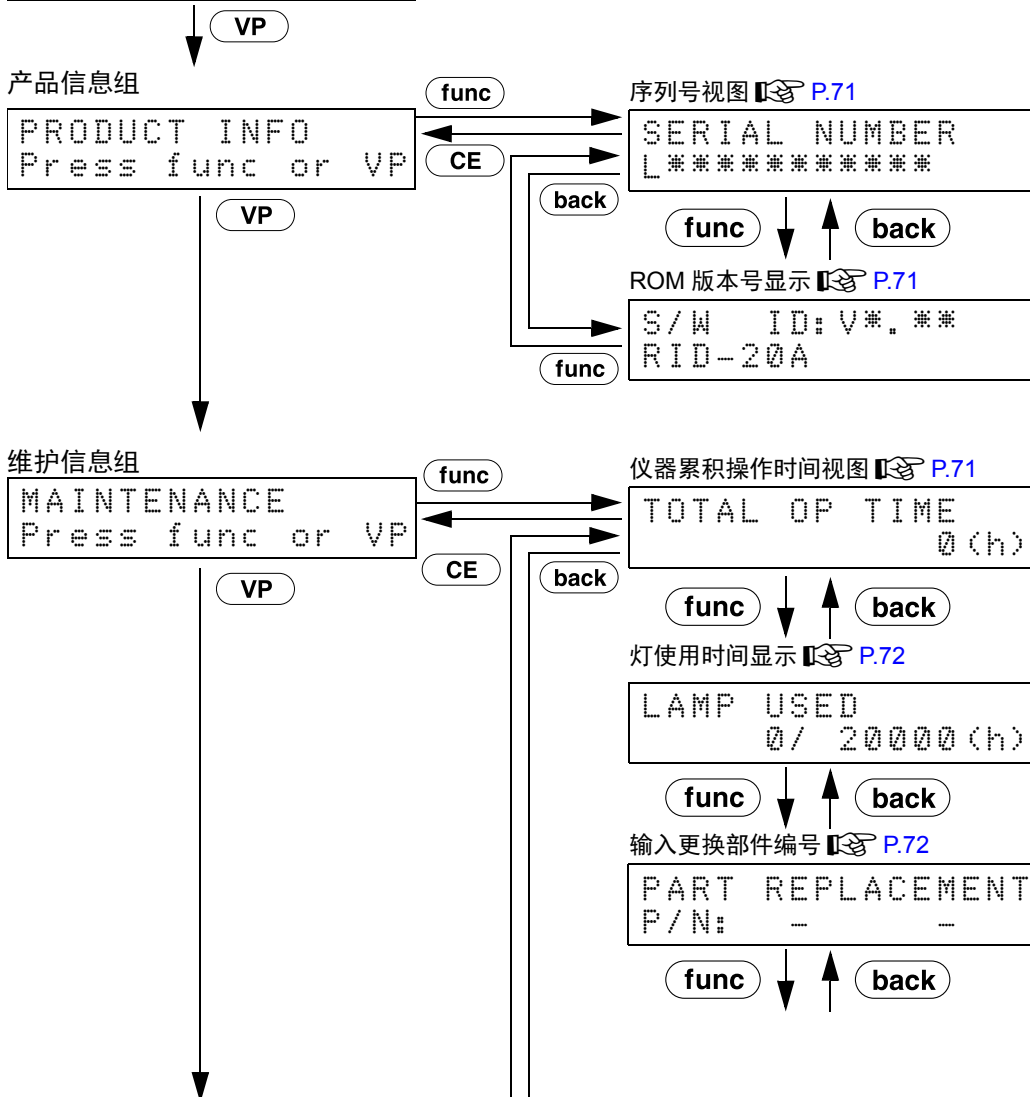 VP
产品信息组
func
序列号视图 P.71
PRODUCT INFO
Press func or VP
CE
SERIAL NUMBER
L************
back
VP
func
back
ROM 版本号显示 P.71
S/W ID:V*.**
RID-20A
func
维护信息组
func
仪器累积操作时间视图 P.71
MAINTENANCE
Press func or VP
TOTAL OP TIME
0(h)
CE
back
VP
func
back
灯使用时间显示 P.72
LAMP USED
0/ 20000(h)
func
back
输入更换部件编号 P.72
PART REPLACEMENT
P/N: - -
func
back